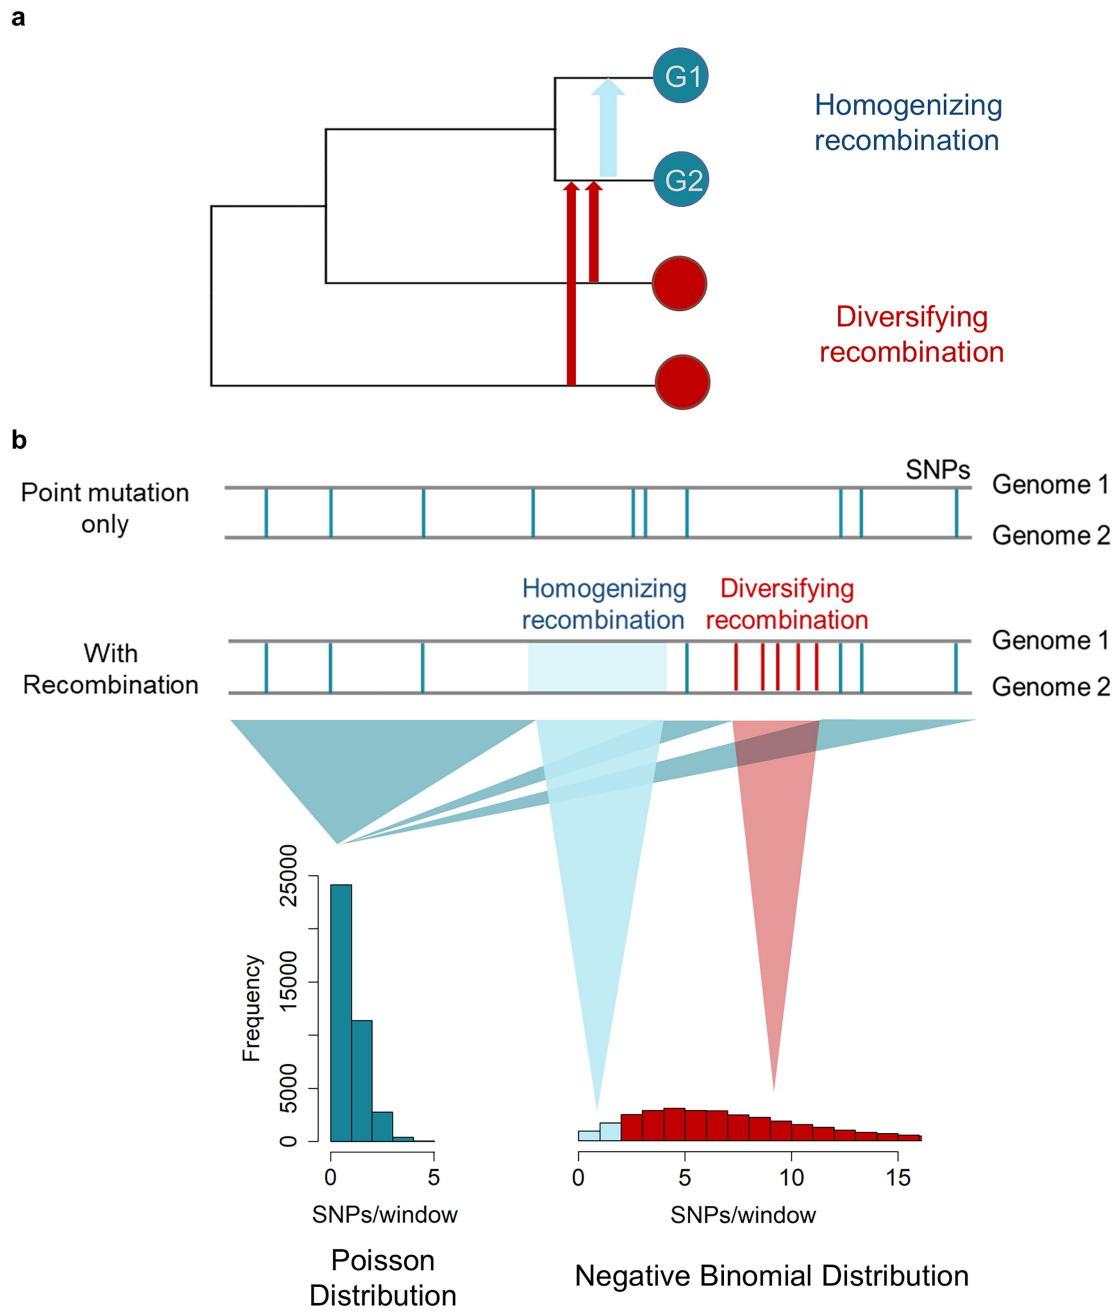 a
G1
G2
Homogenizing
recombination
Diversifying
recombination
b
Point mutation
only
SNPs
Genome 1
Genome 2
Homogenizing
recombination
Diversifying
recombination
With
Recombination
Genome 1
Genome 2
Frequency
25000
15000
5000
0
0 5
SNPs/window
Poisson
Distribution
0 5 10 15
SNPs/window
Negative Binomial Distribution